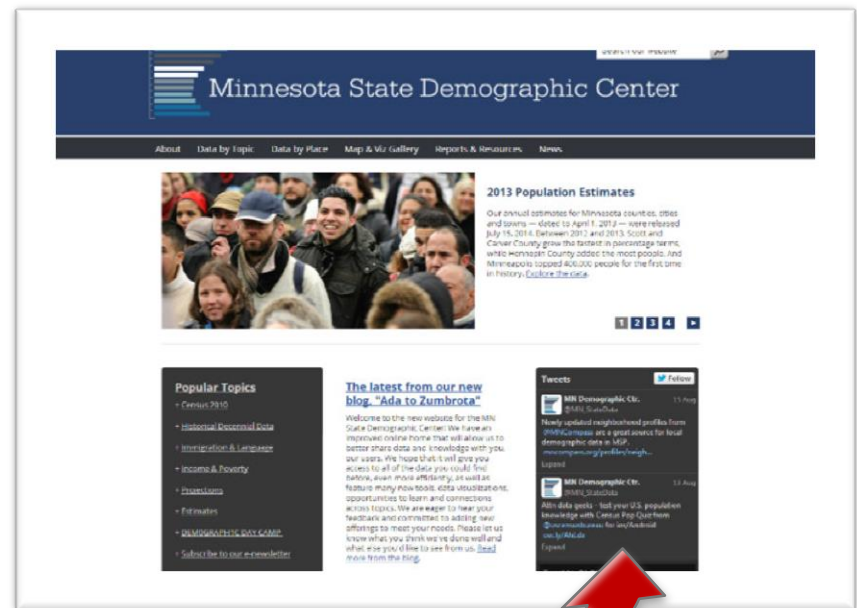 Minnesota State Demographic Center
About Data by Topic Data by Place Map & Viz Gallery Reports & Resources News
2013 Population Estimates
Our annual estimates for Minnesota counties, cities
and towns — dated to April 1, 2013 — were released
July 15, 2014. Between 2012 and 2013, Scott and
Carver County grew the fastest in percentage terms,
while Hennepin County added the most people. And
Minneapolis topped 400,000 people for the first time
in history. Explore the data.
1 2 3 4
Popular Topics
+ Census 2010
+ Historical Decennial Data
+ Immigration & Language
+ Income & Poverty
+ Projections
+ Estimates
+ DEMOGRAPHIC DAY CAMP
+ Subscribe to our e-newsletter
The latest from our new
blog, "Ada to Zumbrota"
Welcome to the new website for the MN
State Demographic Center! We have an
improved online home that will allow us to
better share data and knowledge with you,
our users. We hope that it will give you
access to all of the data you could find
before, even more efficiently, as well as
feature many new tools, data visualizations,
opportunities to learn and connections
across topics. We are eager to hear your
feedback and committed to adding new
offerings to meet your needs. Please let us
know what you think we've done well and
what else you'd like to see from us. Read
more from the blog.
Tweets Follow
MN Demographic Ctr. 15 Aug
@MN_StateData
Newly updated neighborhood profiles from
@MNCompass are a great source for local
demographic data in MSP.
mncompass.org/profiles/neigh...
Expand
MN Demographic Ctr. 13 Aug
@MN_StateData
Attn data geeks - test your U.S. population
knowledge with Census Pop Quiz from
@uscensusbureau for ios/Android
Expand